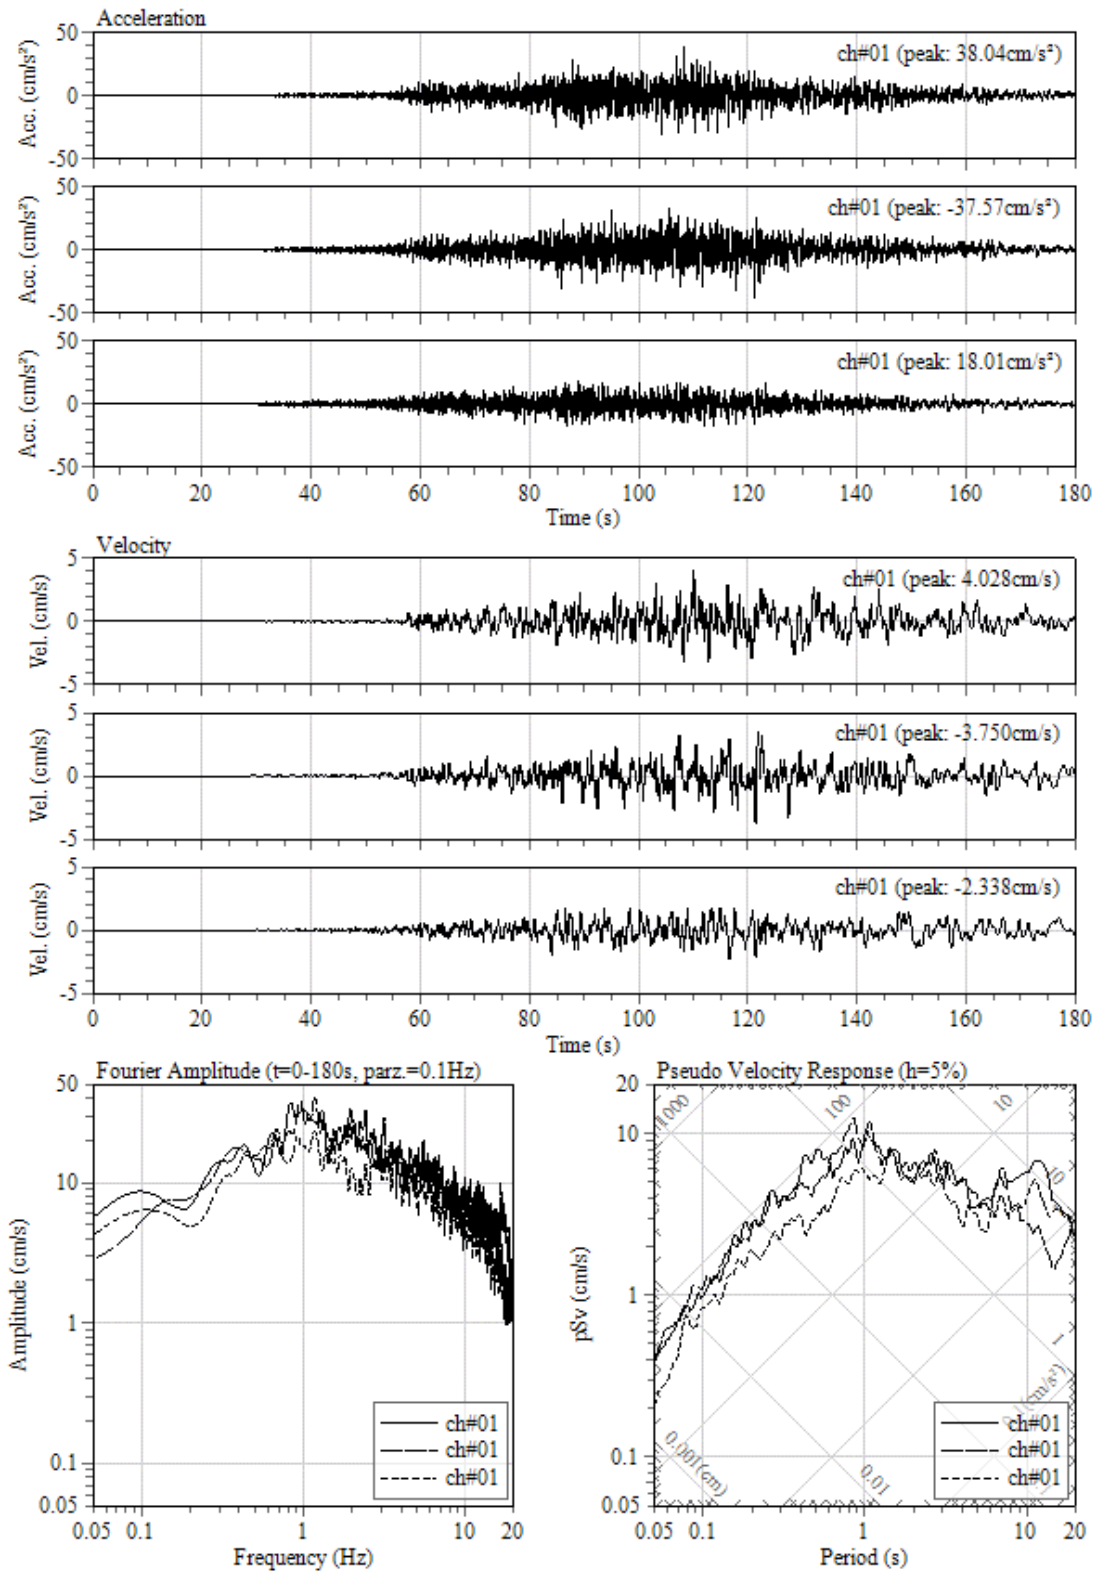 Acceleration
50
0
-50
Acc. (cm/s²)
ch#01 (peak: 38.04cm/s²)
50
0
-50
Acc. (cm/s²)
ch#01 (peak: -37.57cm/s²)
50
0
-50
Acc. (cm/s²)
ch#01 (peak: 18.01cm/s²)
0 20 40 60 80 100 120 140 160 180
Time (s)
Velocity
5
0
-5
Vel. (cm/s)
ch#01 (peak: 4.028cm/s)
5
0
-5
Vel. (cm/s)
ch#01 (peak: -3.750cm/s)
5
0
-5
Vel. (cm/s)
ch#01 (peak: -2.338cm/s)
0 20 40 60 80 100 120 140 160 180
Time (s)
Fourier Amplitude (t=0-180s, parz.=0.1Hz)
50
10
1
0.1
0.05
Amplitude (cm/s)
ch#01
ch#01
ch#01
0.05 0.1 1 10 20
Frequency (Hz)
Pseudo Velocity Response (h=5%)
20
10
1
0.1
0.05
pSv (cm/s)
1000
100
10
10
1
0.1(cm/s²)
0.001(cm)
0.01
ch#01
ch#01
ch#01
0.05 0.1 1 10 20
Period (s)